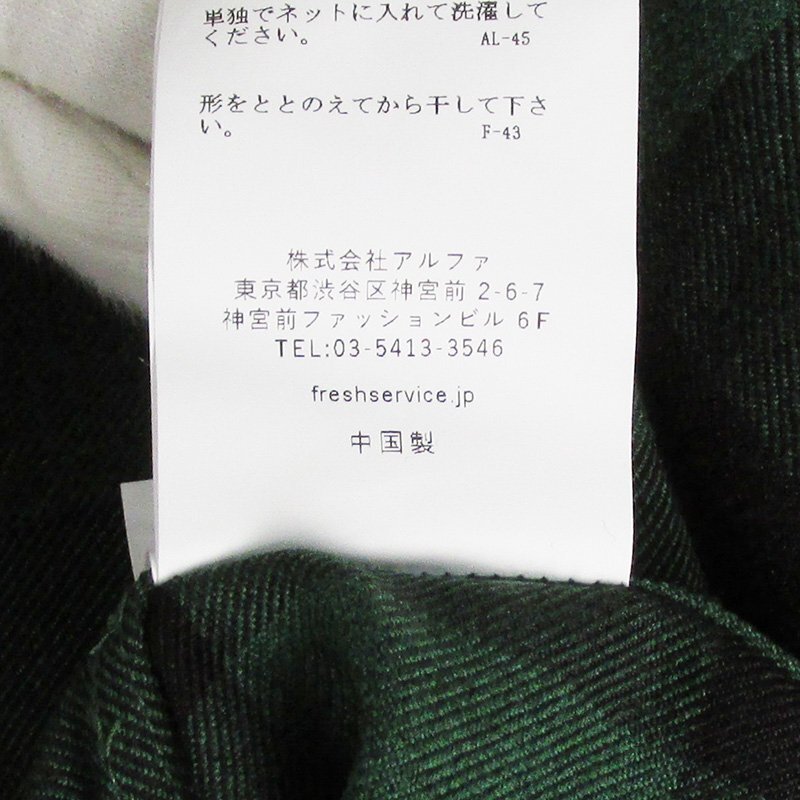 単独でネットに入れて洗濯して
ください。 AL-45
形をととのえてから干して下さ
い。 F-43
株式会社アルファ
東京都渋谷区神宮前 2-6-7
神宮前ファッションビル 6F
TEL:03-5413-3546
freshservice.jp
中国製